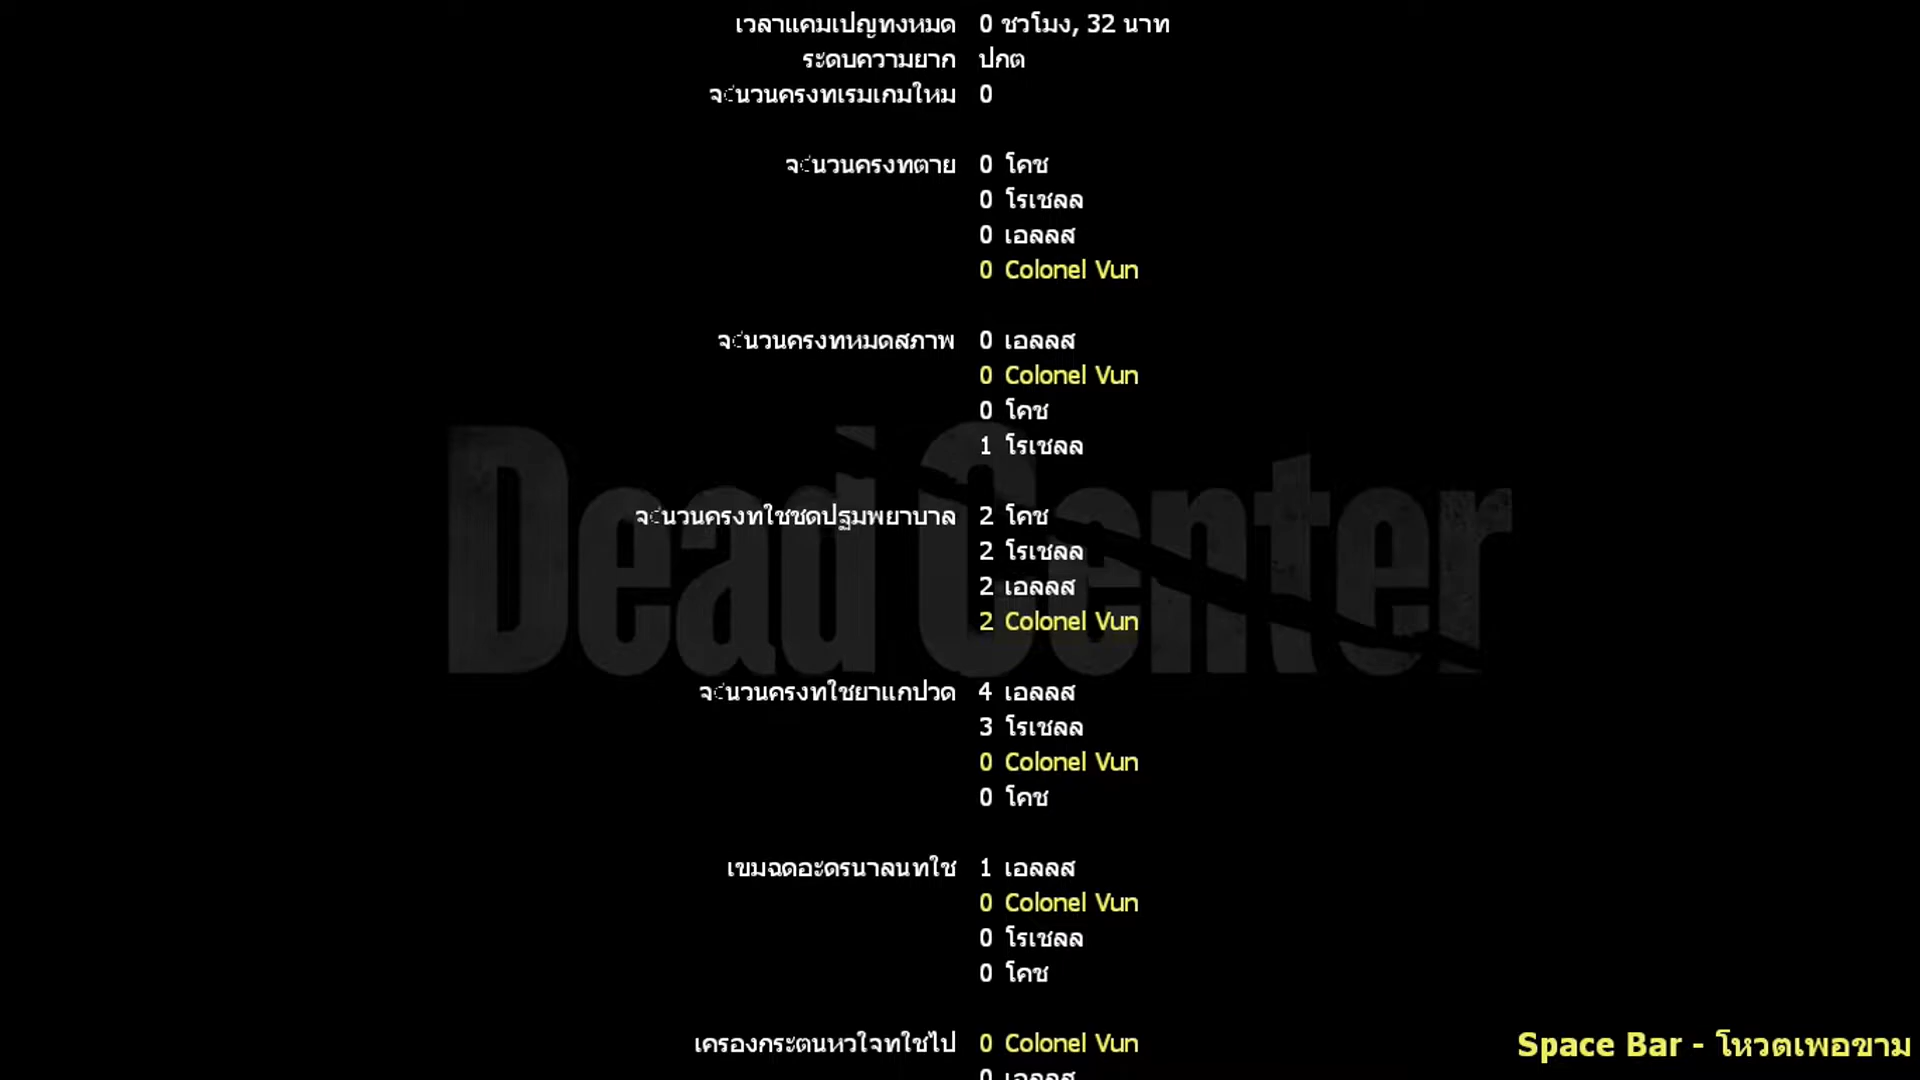 เวลาแคมเปญทงหมด 0 ชวโมง, 32 นาท
ระดบความยาก ปกต
จ่นวนครงทเรมเกมใหม 0
จ่นวนครงทตาย 0 โคช
0 โรเชลล
0 เอลลส
0 Colonel Vun
จ่นวนครงทหมดสภาพ 0 เอลลส
0 Colonel Vun
0 โคช
1 โรเชลล
Dead Center
จ่นวนครงทใชชดปฐมพยาบาล 2 โคช
2 โรเชลล
2 เอลลส
2 Colonel Vun
จ่นวนครงทใชยาแกปวด 4 เอลลส
3 โรเชลล
0 Colonel Vun
0 โคช
เขมฉดอะดรนาลนทใช 1 เอลลส
0 Colonel Vun
0 โรเชลล
0 โคช
เครองกระตนหวใจทใชไป 0 Colonel Vun
0 เอลลส
Space Bar - โหวตเพอขาม